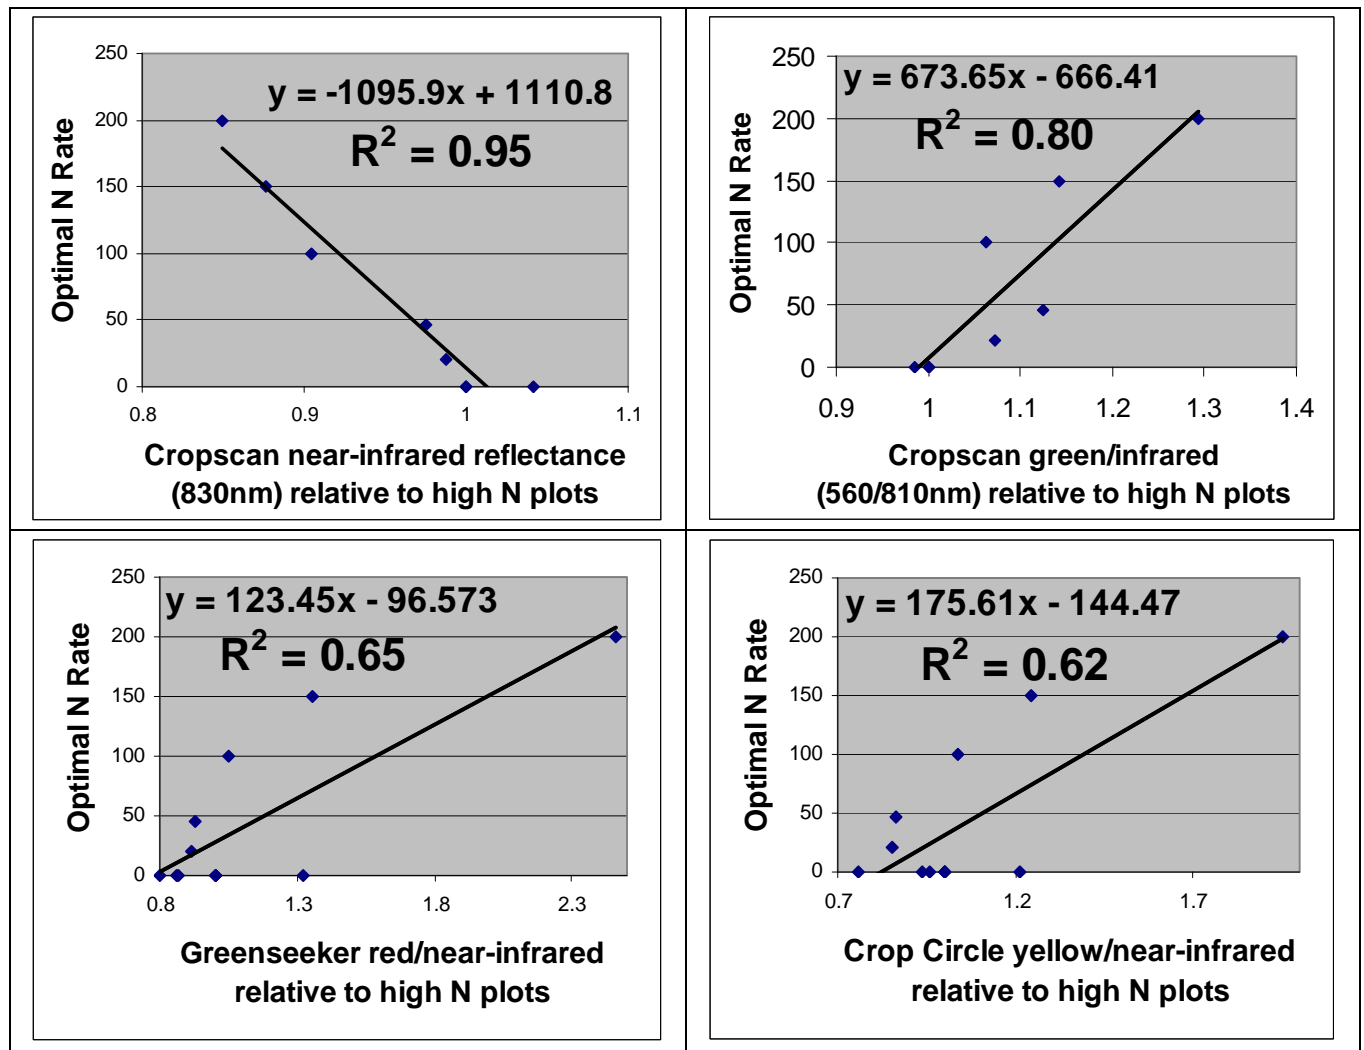 250
200
150
100
50
0
0.8 0.9 1 1.1
Optimal N Rate
y = -1095.9x + 1110.8
R² = 0.95
Cropscan near-infrared reflectance
(830nm) relative to high N plots
250
200
150
100
50
0
0.9 1 1.1 1.2 1.3 1.4
Optimal N Rate
y = 673.65x - 666.41
R² = 0.80
Cropscan green/infrared
(560/810nm) relative to high N plots
250
200
150
100
50
0
0.8 1.3 1.8 2.3
Optimal N Rate
y = 123.45x - 96.573
R² = 0.65
Greenseeker red/near-infrared
relative to high N plots
250
200
150
100
50
0
0.7 1.2 1.7
Optimal N Rate
y = 175.61x - 144.47
R² = 0.62
Crop Circle yellow/near-infrared
relative to high N plots